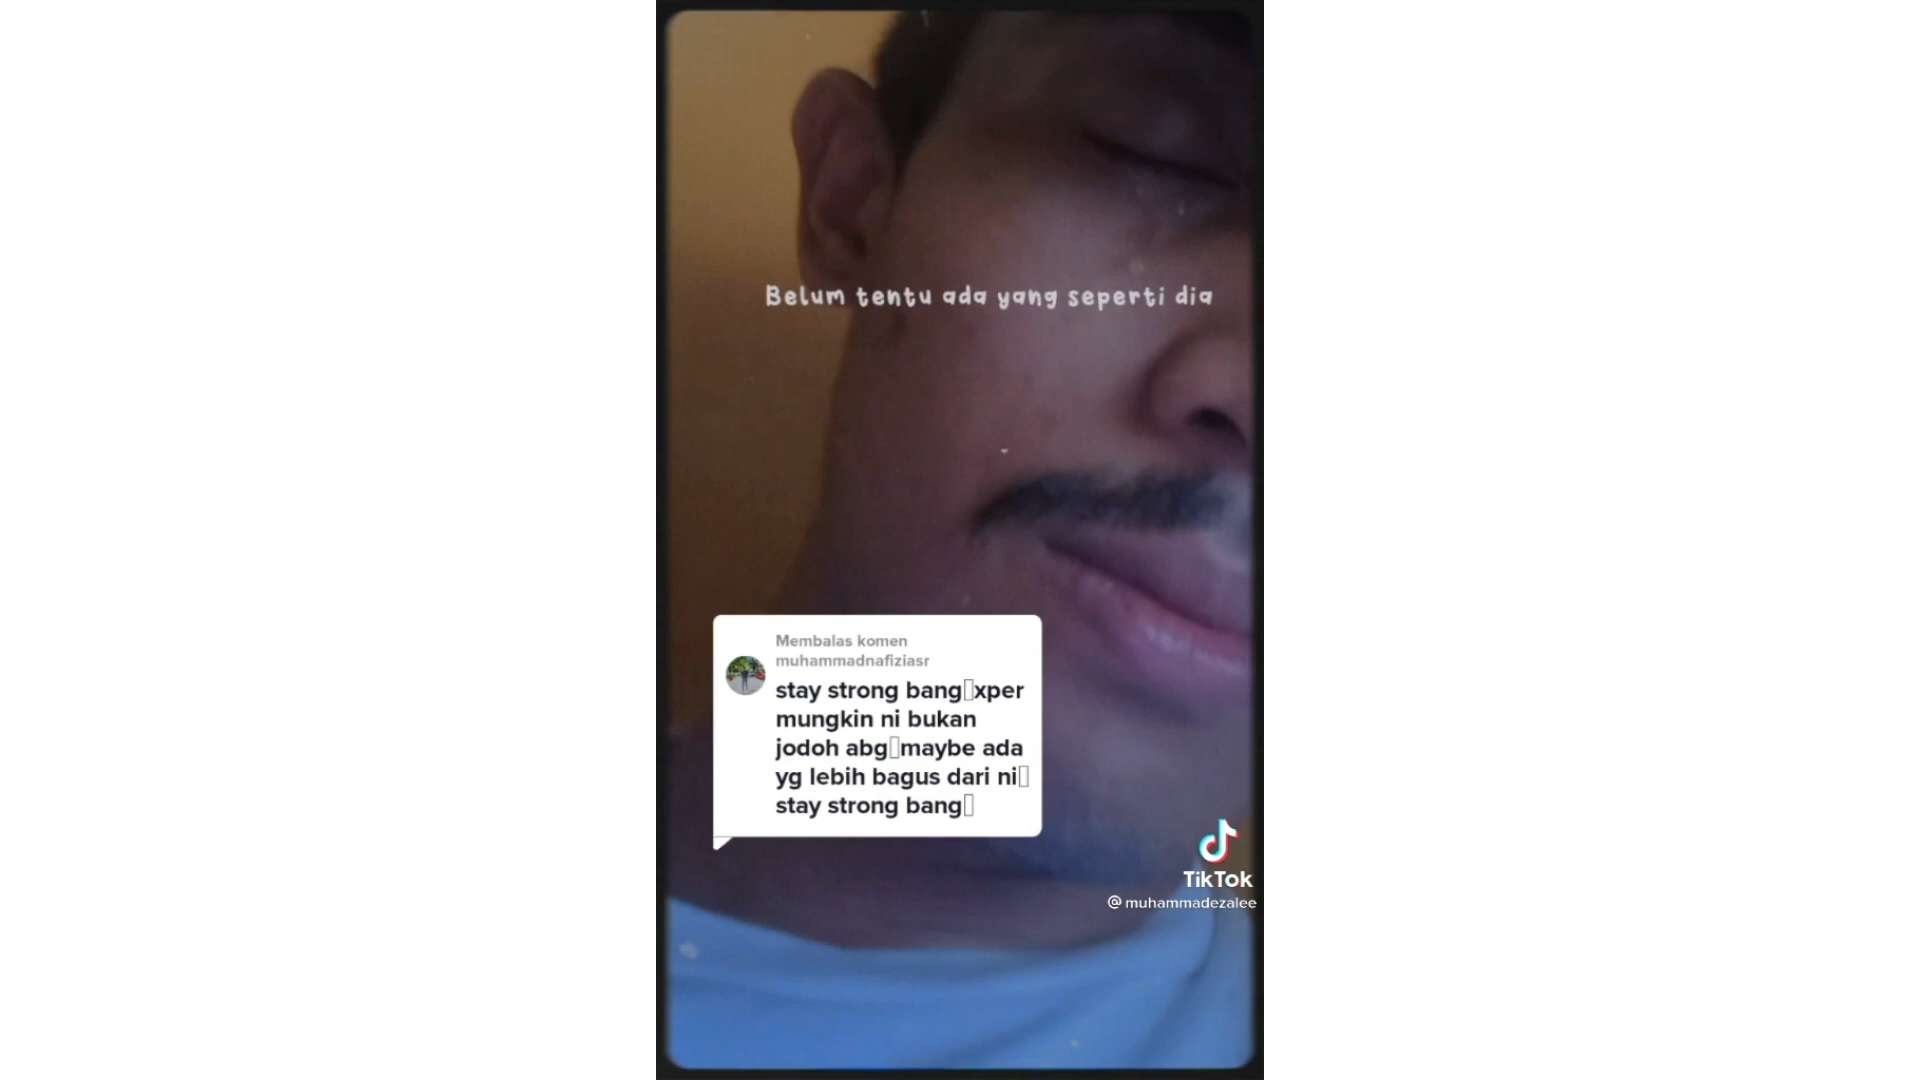 Belum tentu ada yang seperti dia
Membalas komen
muhammadnafiziasr
stay strong bang▯xper
mungkin ni bukan
jodoh abg▯maybe ada
yg lebih bagus dari ni▯
stay strong bang▯
TikTok
@muhammadezalee